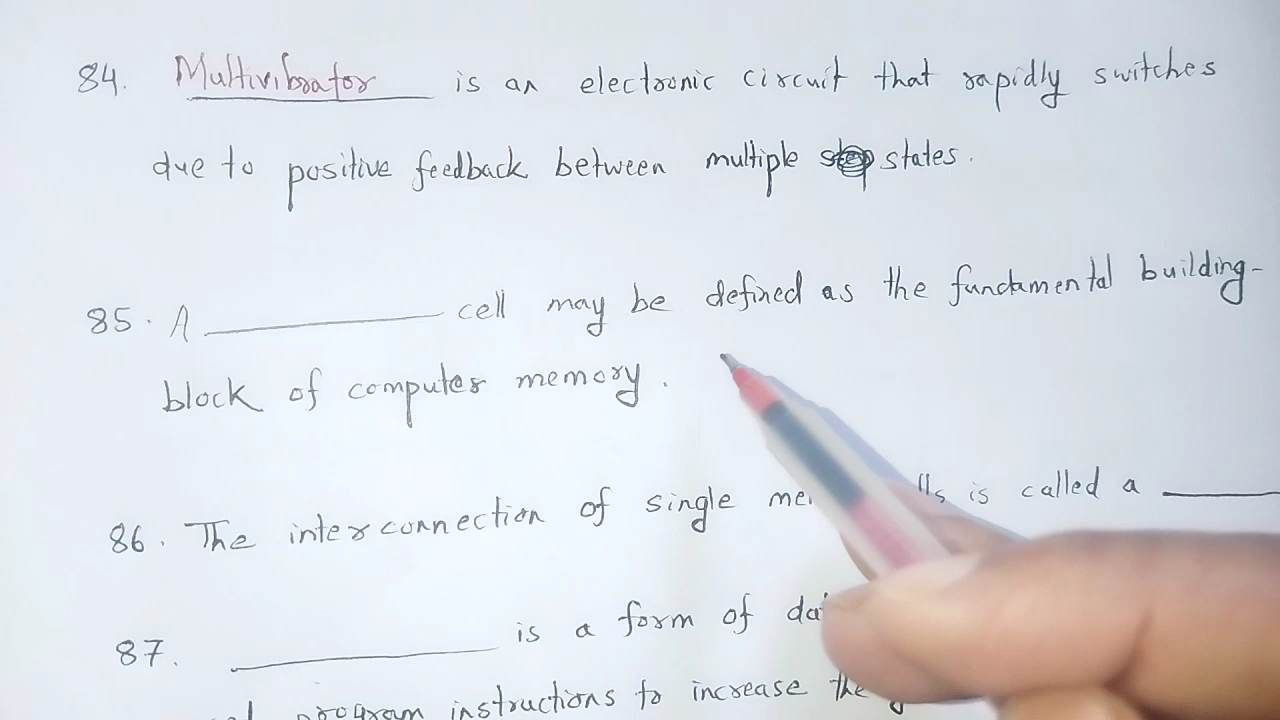 84. Multivibrator is an electronic circuit that rapidly switches
due to positive feedback between multiple states.
85. A __________ cell may be defined as the fundamental building-
block of computer memory.
86. The interconnection of single is called a ______
87. __________ is a form of
program instructions to increase the